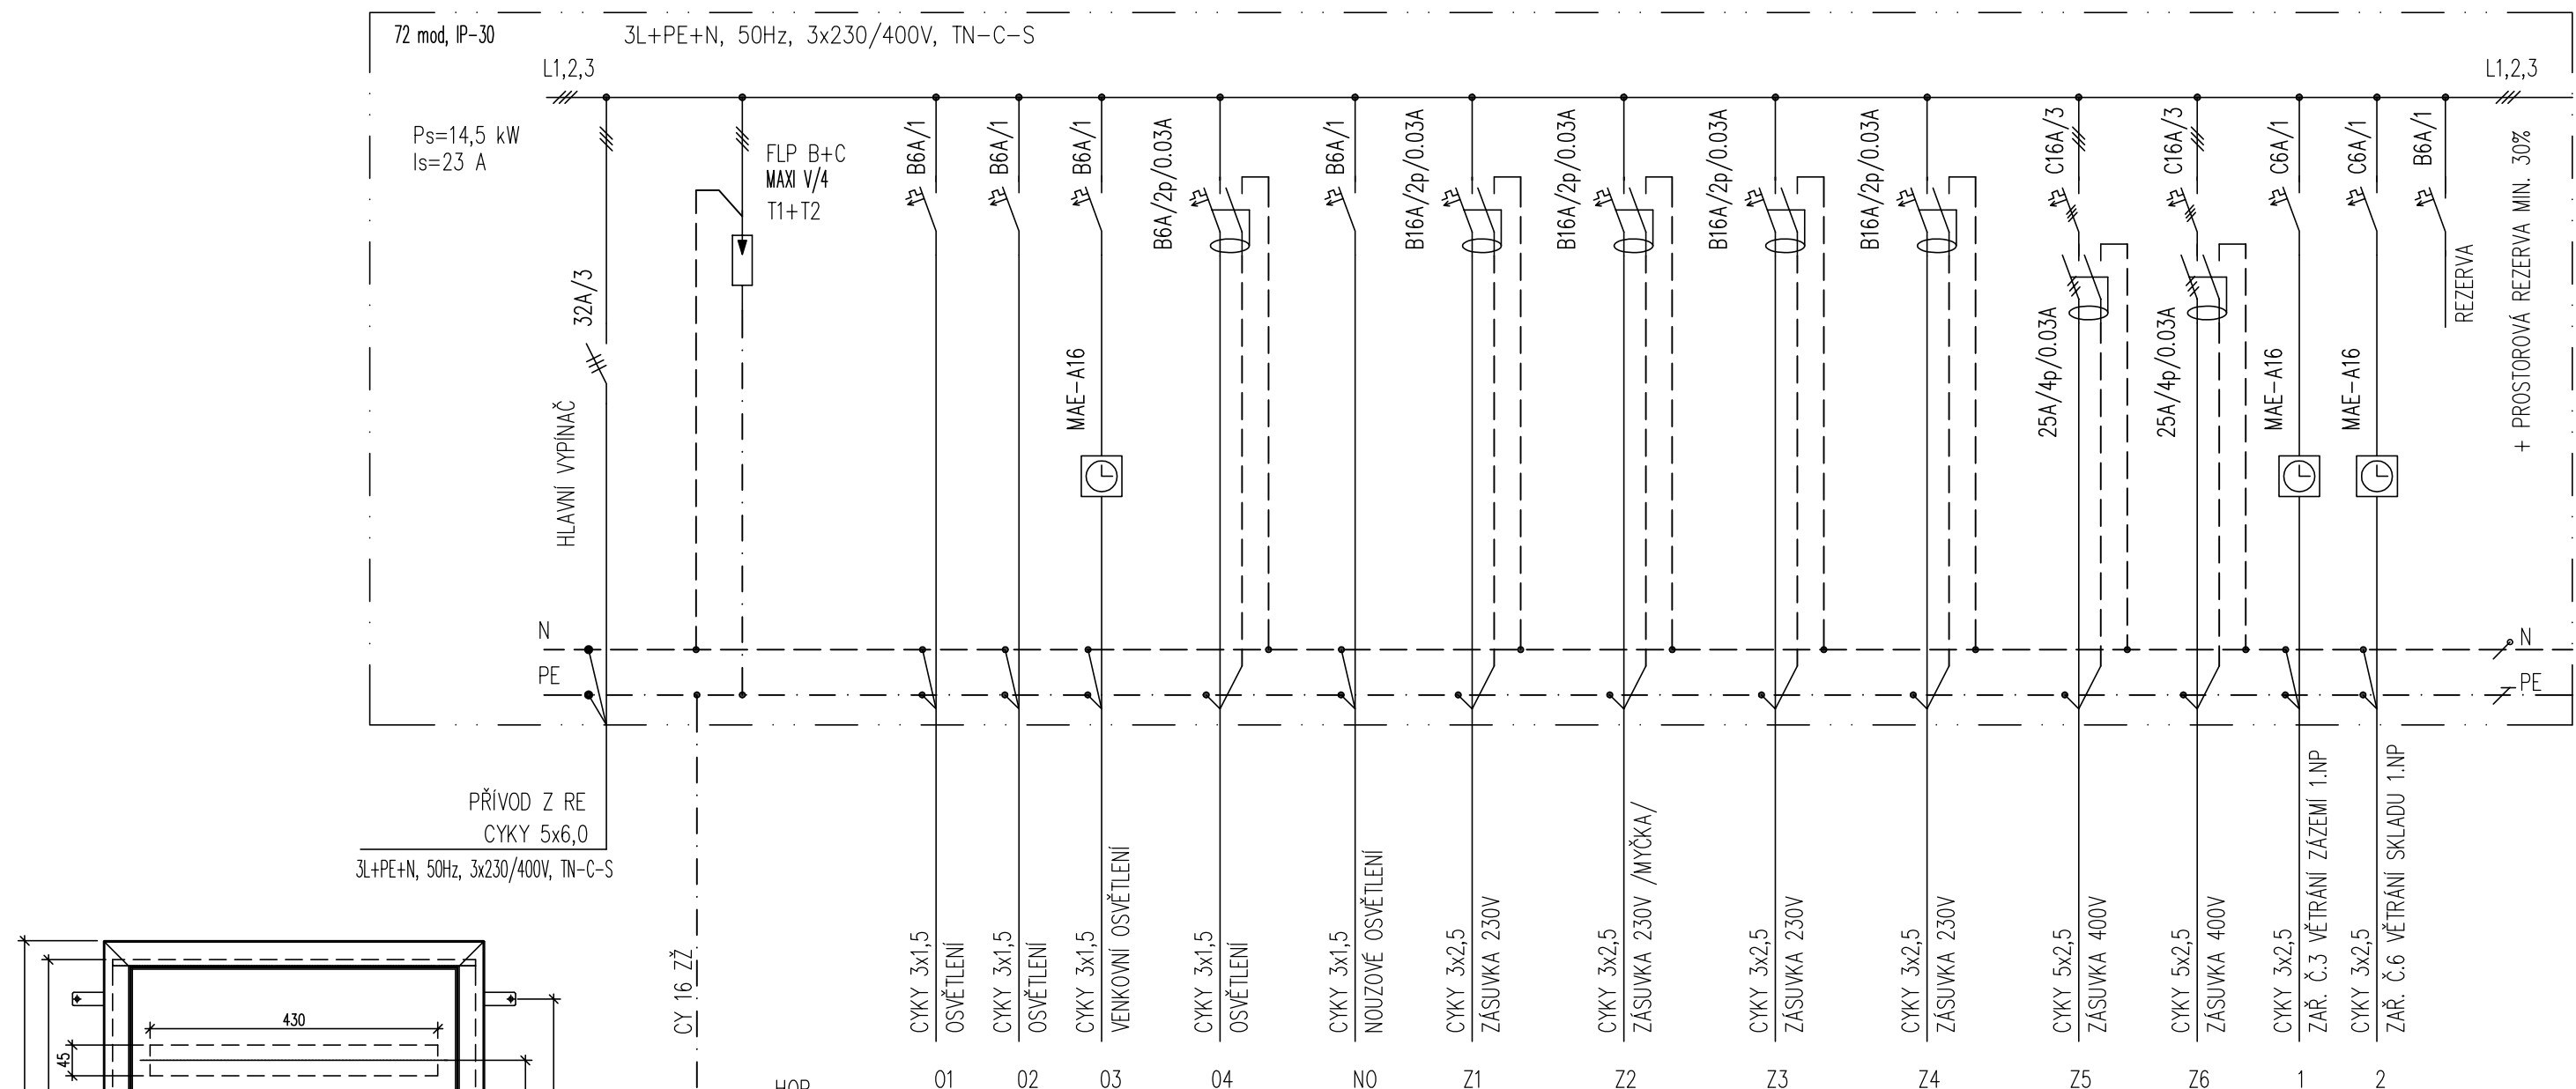 72 mod, IP-30
3L+PE+N, 50Hz, 3x230/400V, TN-C-S
L1,2,3
L1,2,3
Ps=14,5 kW
Is=23 A
FLP B+C
MAXI V/4
T1+T2
32A/3
HLAVNÍ VYPÍNAČ
B6A/1
B6A/1
B6A/1
MAE-A16
B6A/2p/0.03A
B6A/1
B16A/2p/0.03A
B16A/2p/0.03A
B16A/2p/0.03A
B16A/2p/0.03A
C16A/3
25A/4p/0.03A
C16A/3
25A/4p/0.03A
C6A/1
MAE-A16
C6A/1
MAE-A16
B6A/1
REZERVA
+ PROSTOROVÁ REZERVA MIN. 30%
N
PE
N
PE
PŘÍVOD Z RE
CYKY 5x6,0
3L+PE+N, 50Hz, 3x230/400V, TN-C-S
CY 16 ZŽ
CYKY 3x1,5
OSVĚTLENÍ
CYKY 3x1,5
OSVĚTLENÍ
CYKY 3x1,5
VENKOVNÍ OSVĚTLENÍ
CYKY 3x1,5
OSVĚTLENÍ
CYKY 3x1,5
NOUZOVÉ OSVĚTLENÍ
CYKY 3x2,5
ZÁSUVKA 230V
CYKY 3x2,5
ZÁSUVKA 230V /MYČKA/
CYKY 3x2,5
ZÁSUVKA 230V
CYKY 3x2,5
ZÁSUVKA 230V
CYKY 5x2,5
ZÁSUVKA 400V
CYKY 5x2,5
ZÁSUVKA 400V
CYKY 3x2,5
ZAŘ. Č.3 VĚTRÁNÍ ZÁZEMÍ 1.NP
CYKY 3x2,5
ZAŘ. Č.6 VĚTRÁNÍ SKLADU 1.NP
430
45
HOP
O1 O2 O3 O4 NO Z1 Z2 Z3 Z4 Z5 Z6 1 2